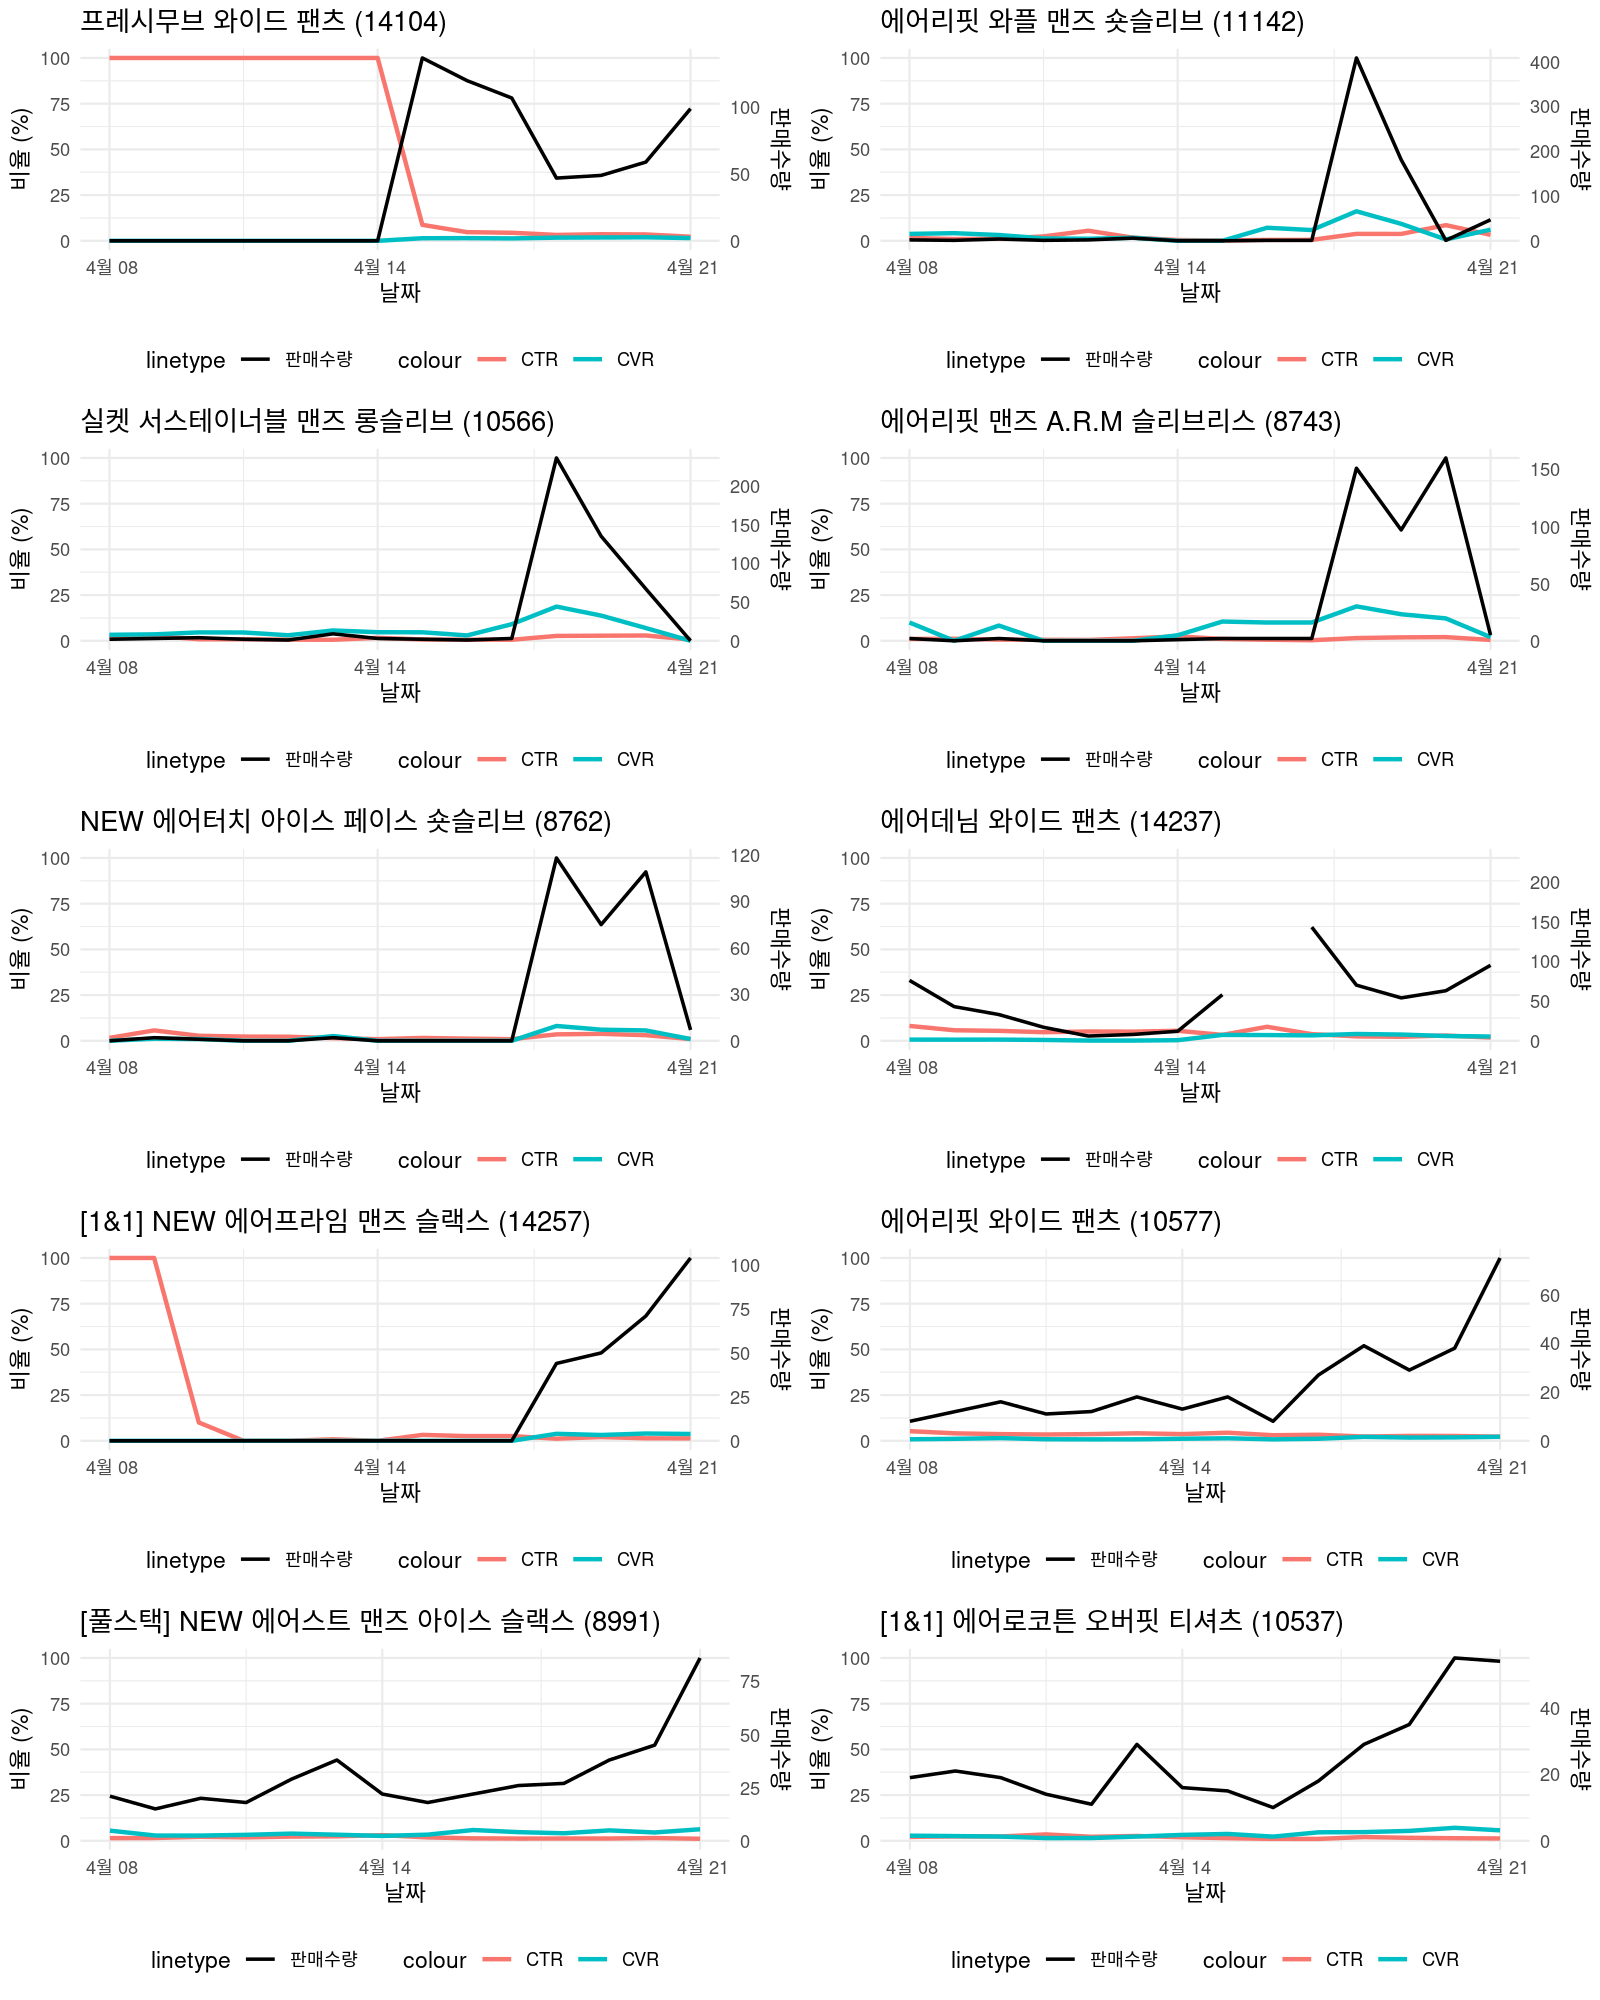 프레시무브 와이드 팬츠 (14104)
비율 (%)
100
75
50
25
0
100
50
0
판매수량
4월 08
4월 14
4월 21
날짜
linetype 판매수량 colour CTR CVR
에어리핏 와플 맨즈 숏슬리브 (11142)
비율 (%)
100
75
50
25
0
400
300
200
100
0
판매수량
4월 08
4월 14
4월 21
날짜
linetype 판매수량 colour CTR CVR
실켓 서스테이너블 맨즈 롱슬리브 (10566)
비율 (%)
100
75
50
25
0
200
150
100
50
0
판매수량
4월 08
4월 14
4월 21
날짜
linetype 판매수량 colour CTR CVR
에어리핏 맨즈 A.R.M 슬리브리스 (8743)
비율 (%)
100
75
50
25
0
150
100
50
0
판매수량
4월 08
4월 14
4월 21
날짜
linetype 판매수량 colour CTR CVR
NEW 에어터치 아이스 페이스 숏슬리브 (8762)
비율 (%)
100
75
50
25
0
120
90
60
30
0
판매수량
4월 08
4월 14
4월 21
날짜
linetype 판매수량 colour CTR CVR
에어데님 와이드 팬츠 (14237)
비율 (%)
100
75
50
25
0
200
150
100
50
0
판매수량
4월 08
4월 14
4월 21
날짜
linetype 판매수량 colour CTR CVR
[1&1] NEW 에어프라임 맨즈 슬랙스 (14257)
비율 (%)
100
75
50
25
0
100
75
50
25
0
판매수량
4월 08
4월 14
4월 21
날짜
linetype 판매수량 colour CTR CVR
에어리핏 와이드 팬츠 (10577)
비율 (%)
100
75
50
25
0
60
40
20
0
판매수량
4월 08
4월 14
4월 21
날짜
linetype 판매수량 colour CTR CVR
[풀스택] NEW 에어스트 맨즈 아이스 슬랙스 (8991)
비율 (%)
100
75
50
25
0
75
50
25
0
판매수량
4월 08
4월 14
4월 21
날짜
linetype 판매수량 colour CTR CVR
[1&1] 에어로코튼 오버핏 티셔츠 (10537)
비율 (%)
100
75
50
25
0
40
20
0
판매수량
4월 08
4월 14
4월 21
날짜
linetype 판매수량 colour CTR CVR